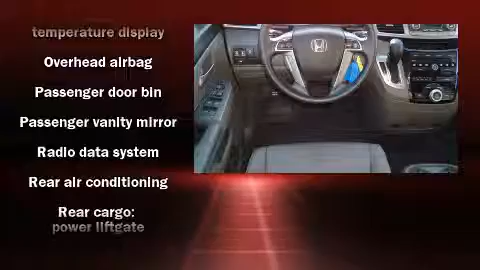 temperature display
Overhead airbag
Passenger door bin
Passenger vanity mirror
Radio data system
Rear air conditioning
Rear cargo:
power liftgate